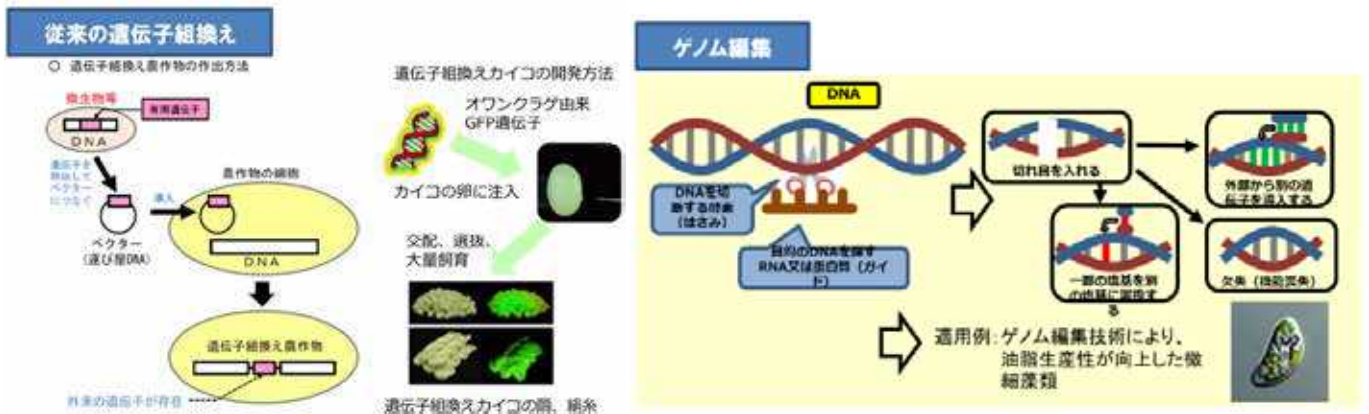 従来の遺伝子組換え
○ 遺伝子組換え農作物の作出方法
微生物等
有用遺伝子
DNA
遺伝子を
ベクター
につなぐ
導入
ベクター
(運び屋DNA)
農作物の細胞
DNA
遺伝子組換え農作物
外来の遺伝子が存在
遺伝子組換えカイコの開発方法
オワンクラゲ由来
GFP遺伝子
カイコの卵に注入
交配、選抜、
大量飼育
遺伝子組換えカイコの繭、絹糸
ゲノム編集
DNA
DNAを切
断する酵素
(はさみ)
目的のDNAを探す
RNA又は蛋白質(ガイ
ド)
切れ目を入れる
外部から別の遺
伝子を導入する
一部の塩基を別
の塩基に置換す
る
欠失(機能喪失)
適用例:ゲノム編集技術により、
油脂生産性が向上した微
細藻類